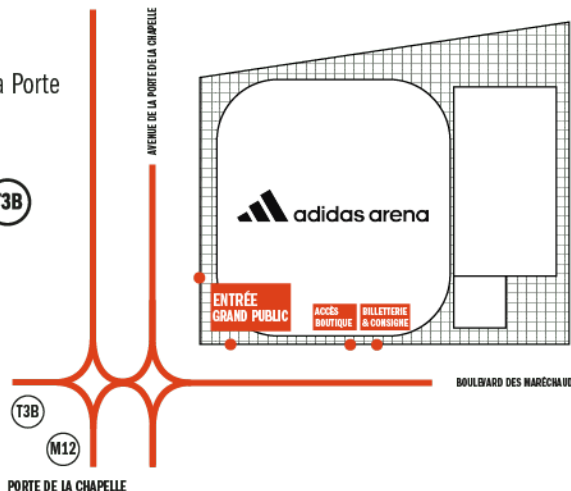 AVENUE DE LA PORTE DE LA CHAPELLE
Porte
T3B
adidas arena
ENTRÉE
GRAND PUBLIC
ACCÈS
BOUTIQUE
BILLETTERIE
& CONSIGNE
BOULEVARD DES MARÉCHAUX
T3B
M12
PORTE DE LA CHAPELLE